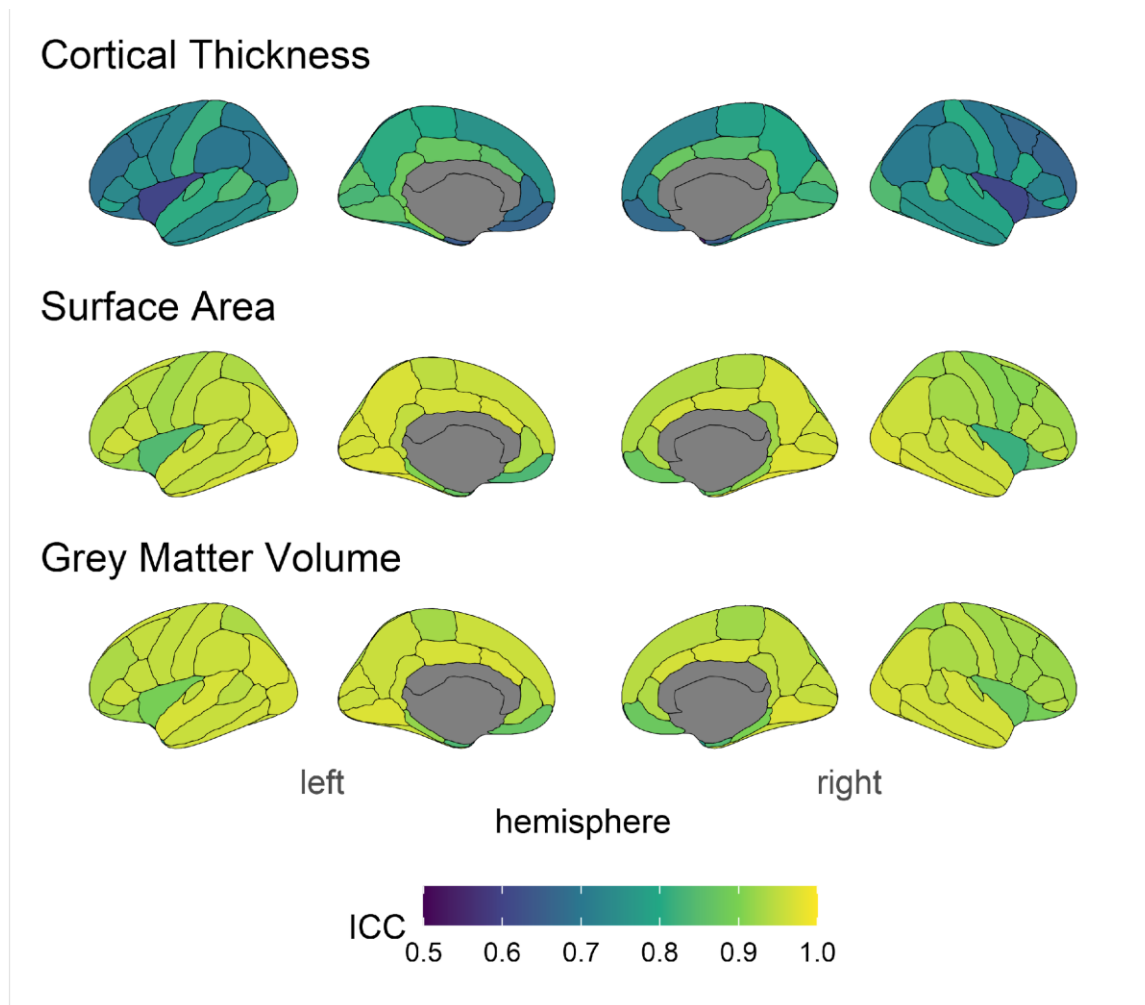 Cortical Thickness
Surface Area
Grey Matter Volume
left right
hemisphere
ICC
0.5 0.6 0.7 0.8 0.9 1.0